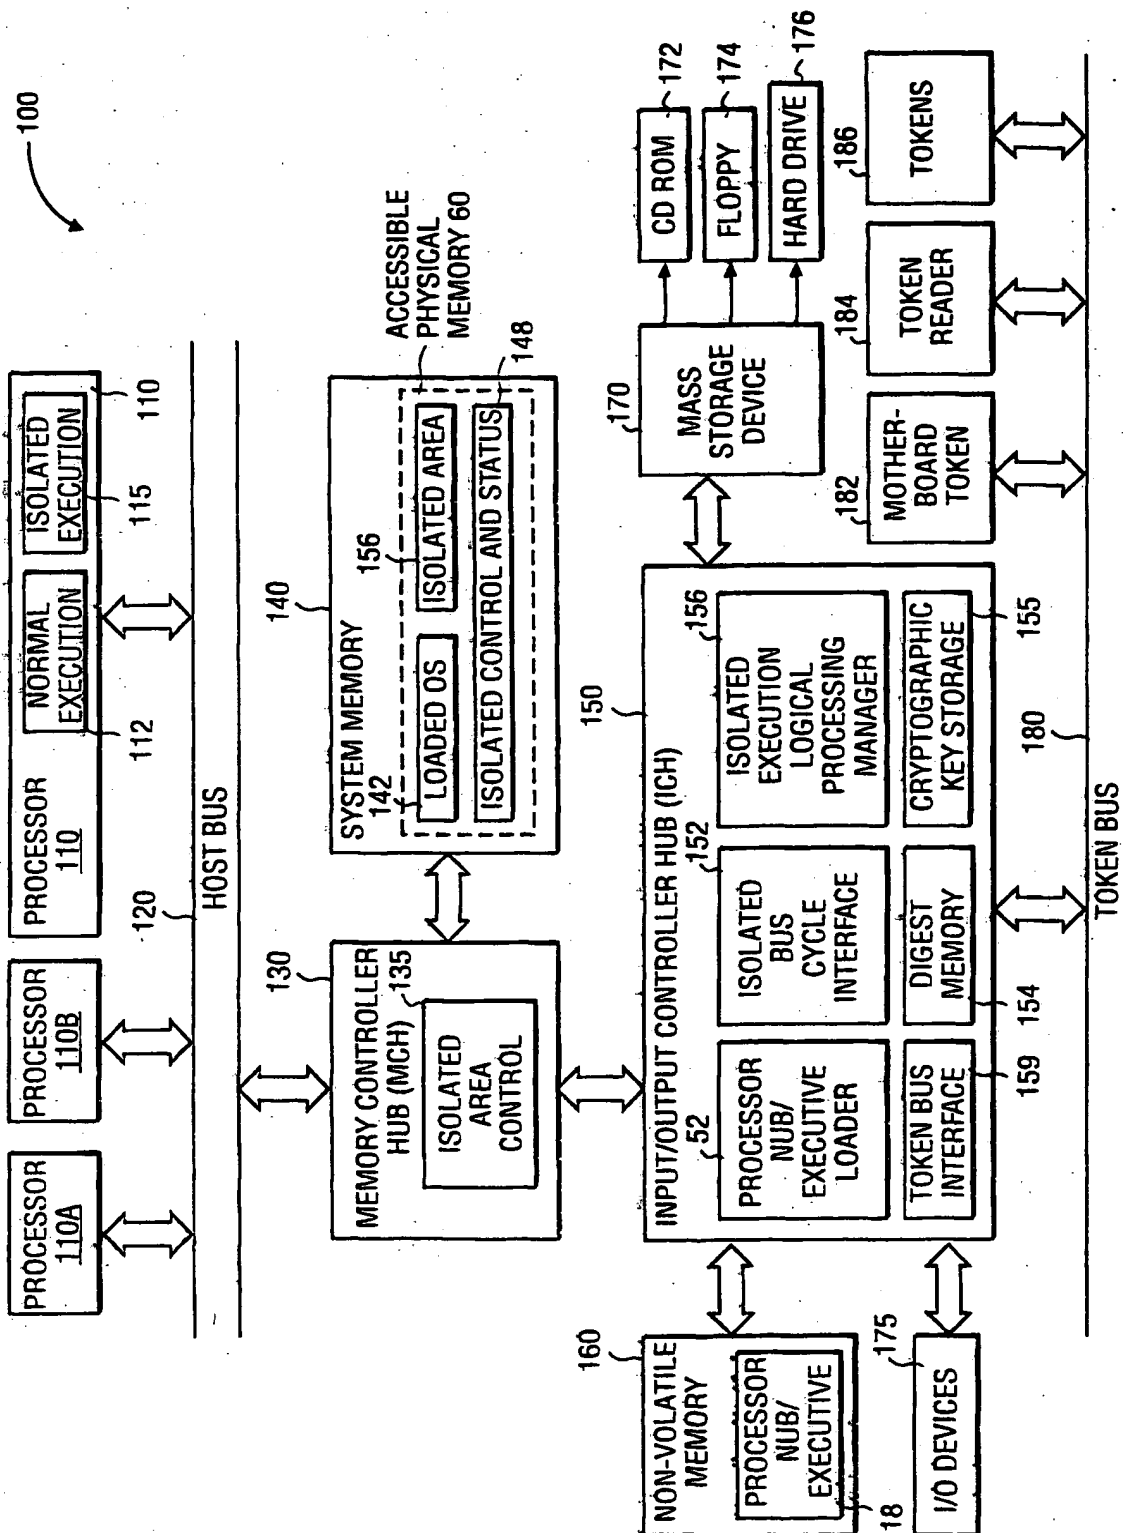 100
PROCESSOR
110A
PROCESSOR
110B
PROCESSOR
110
NORMAL
EXECUTION
112
ISOLATED
EXECUTION
115
110
120
HOST BUS
130
MEMORY CONTROLLER
HUB (MCH)
135
ISOLATED
AREA
CONTROL
140
SYSTEM MEMORY
142
LOADED OS
156
ISOLATED AREA
ISOLATED CONTROL AND STATUS
148
ACCESSIBLE
PHYSICAL
MEMORY 60
150
INPUT/OUTPUT CONTROLLER HUB (ICH)
52
PROCESSOR
NUB/
EXECUTIVE
LOADER
152
ISOLATED
BUS
CYCLE
INTERFACE
156
ISOLATED
EXECUTION
LOGICAL
PROCESSING
MANAGER
TOKEN BUS
INTERFACE
159
DIGEST
MEMORY
154
CRYPTOGRAPHIC
KEY STORAGE
155
160
NON-VOLATILE
MEMORY
PROCESSOR
NUB/
EXECUTIVE
18
175
I/O DEVICES
170
MASS
STORAGE
DEVICE
CD ROM
172
FLOPPY
174
HARD DRIVE
176
182
MOTHER-
BOARD
TOKEN
184
TOKEN
READER
186
TOKENS
180
TOKEN BUS